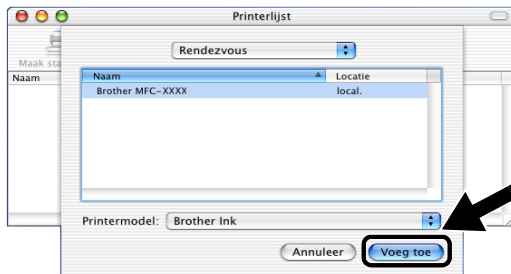 Printerlijst
Rendezvous
Maak sta
Naam
Naam Locatie
Brother MFC-XXXX local.
Printermodel: Brother Ink
Annuleer Voeg toe